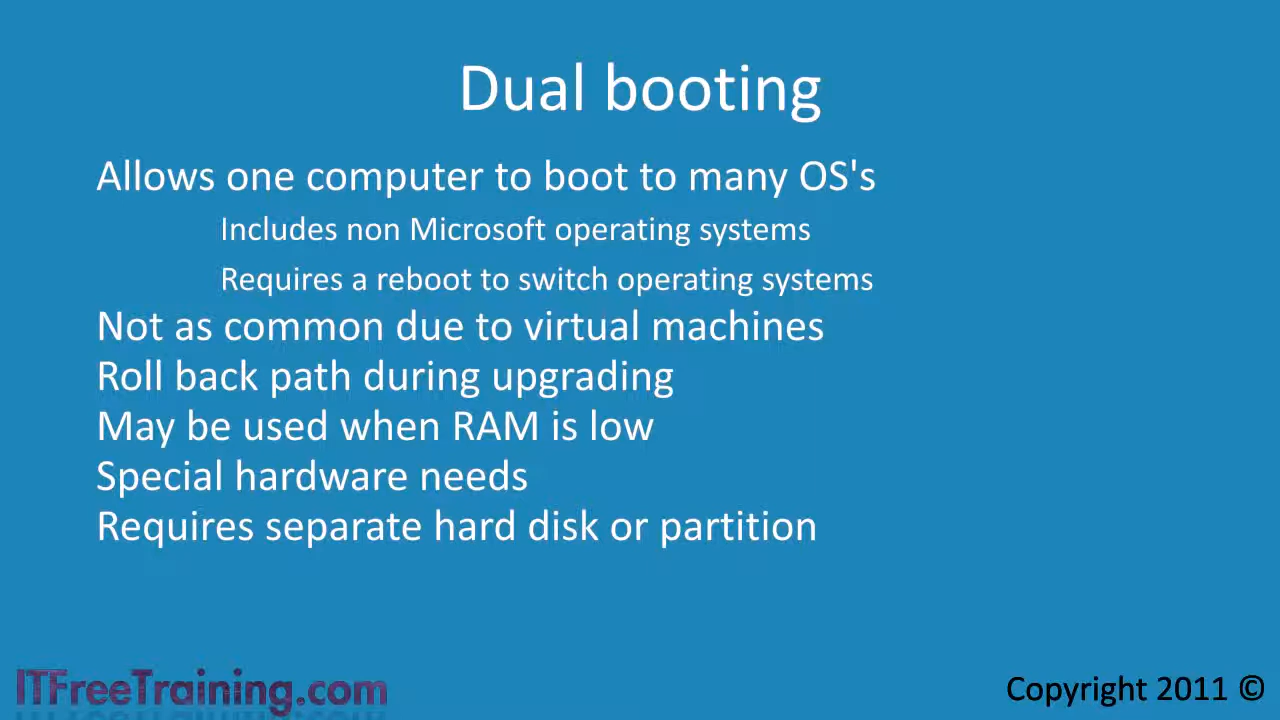 Dual booting
Allows one computer to boot to many OS's
Includes non Microsoft operating systems
Requires a reboot to switch operating systems
Not as common due to virtual machines
Roll back path during upgrading
May be used when RAM is low
Special hardware needs
Requires separate hard disk or partition
ITFreeTraining.com
Copyright 2011 ©